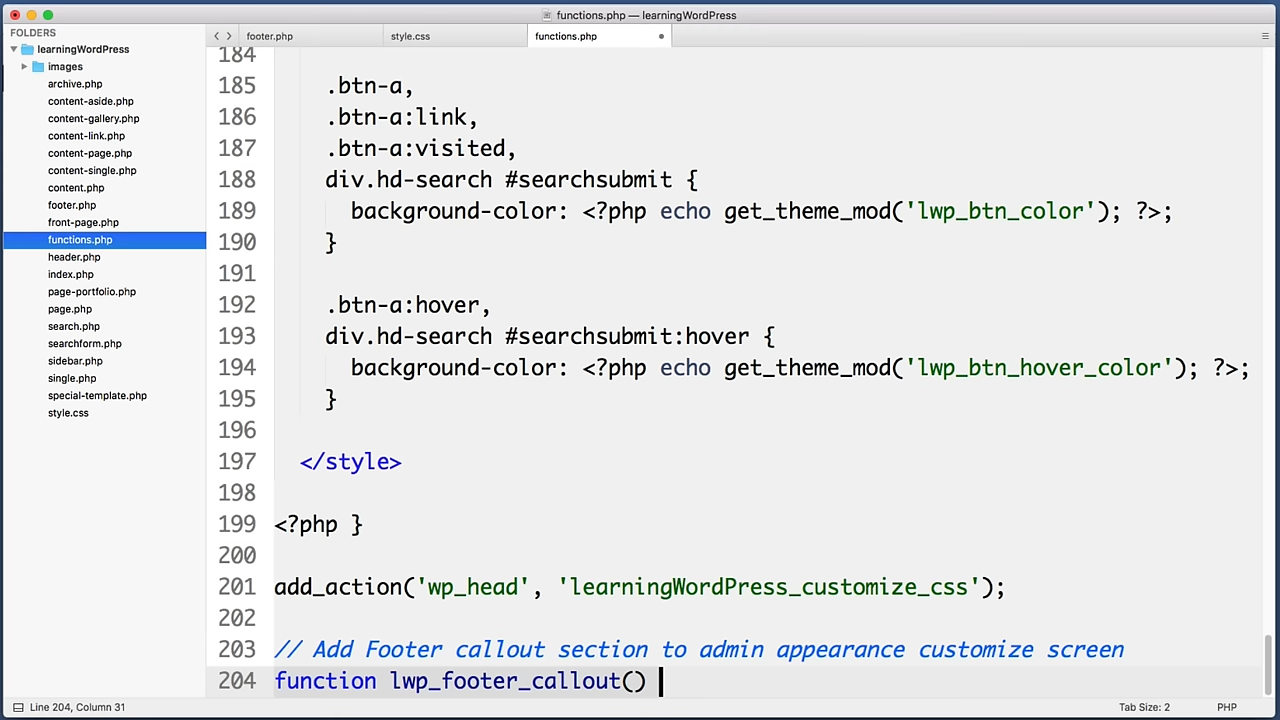 functions.php — learningWordPress
FOLDERS
learningWordPress
images
archive.php
content-aside.php
content-gallery.php
content-link.php
content-page.php
content-single.php
content.php
footer.php
front-page.php
functions.php
header.php
index.php
page-portfolio.php
page.php
search.php
searchform.php
sidebar.php
single.php
special-template.php
style.css
footer.php
style.css
functions.php
184
185 .btn-a,
186 .btn-a:link,
187 .btn-a:visited,
188 div.hd-search #searchsubmit {
189 background-color: <?php echo get_theme_mod('lwp_btn_color'); ?>;
190 }
191
192 .btn-a:hover,
193 div.hd-search #searchsubmit:hover {
194 background-color: <?php echo get_theme_mod('lwp_btn_hover_color'); ?>;
195 }
196
197 </style>
198
199 <?php }
200
201 add_action('wp_head', 'learningWordPress_customize_css');
202
203 // Add Footer callout section to admin appearance customize screen
204 function lwp_footer_callout()
Line 204, Column 31
Tab Size: 2
PHP